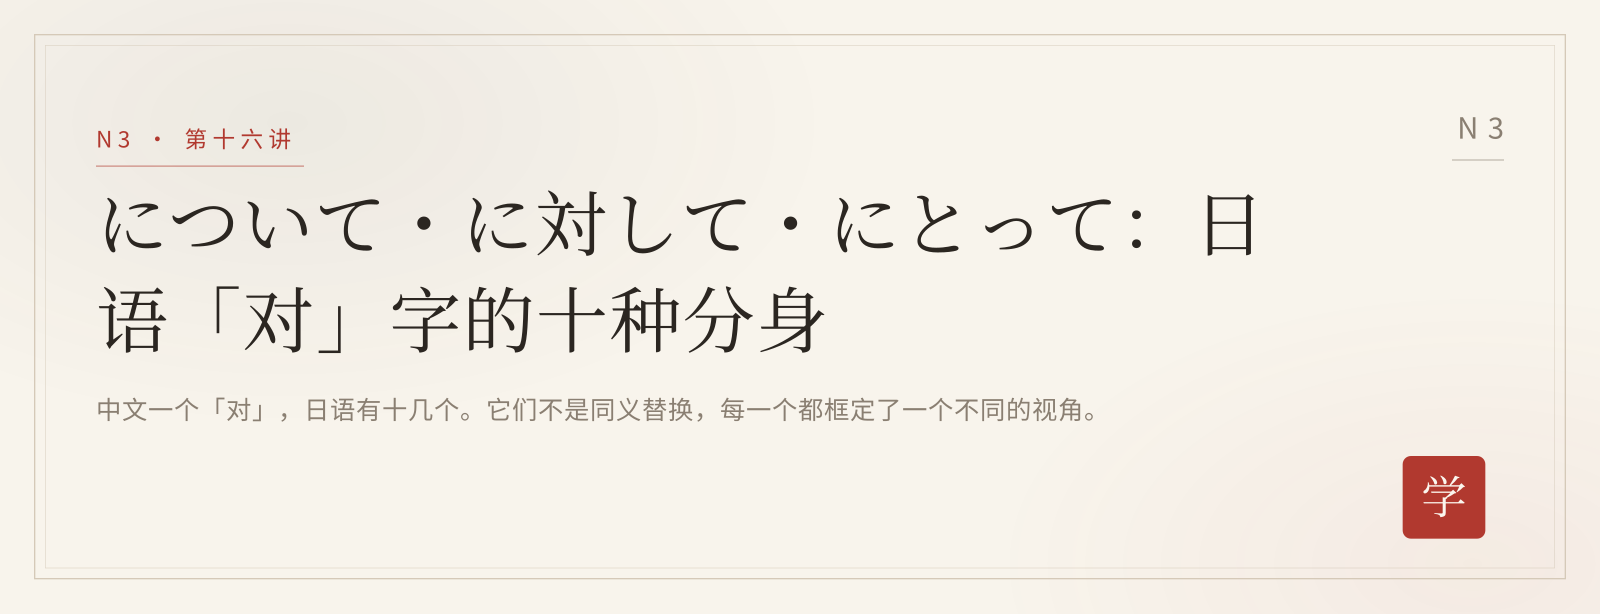 N3 · 第十六讲
N3
について・に対して・にとって：日
语「对」字的十种分身
中文一个「对」，日语有十几个。它们不是同义替换，每一个都框定了一个不同的视角。
学